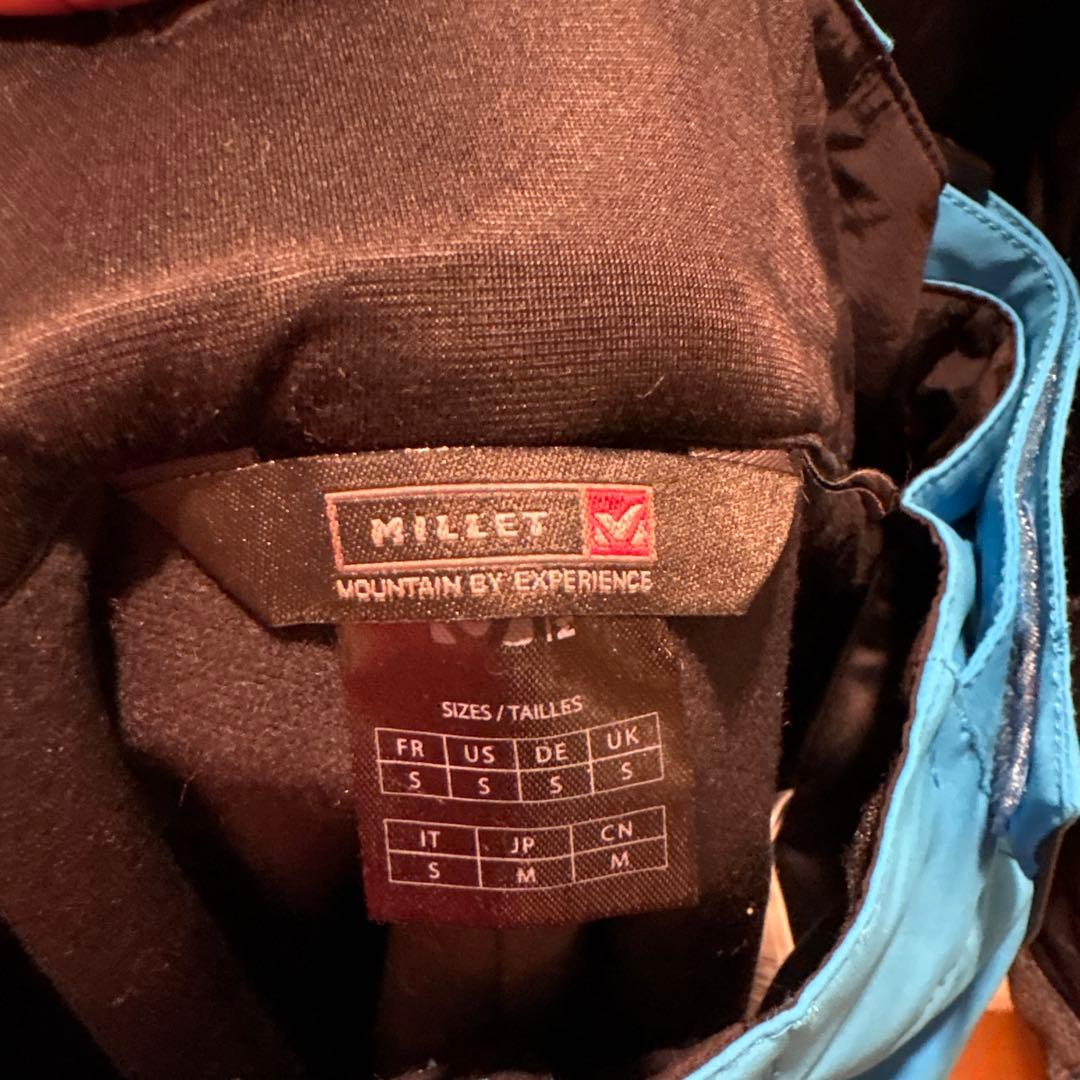 MILLET
MOUNTAIN BY EXPERIENCE
SIZES / TAILLES
FR US DE UK
S S S S
IT JP CN
S M M